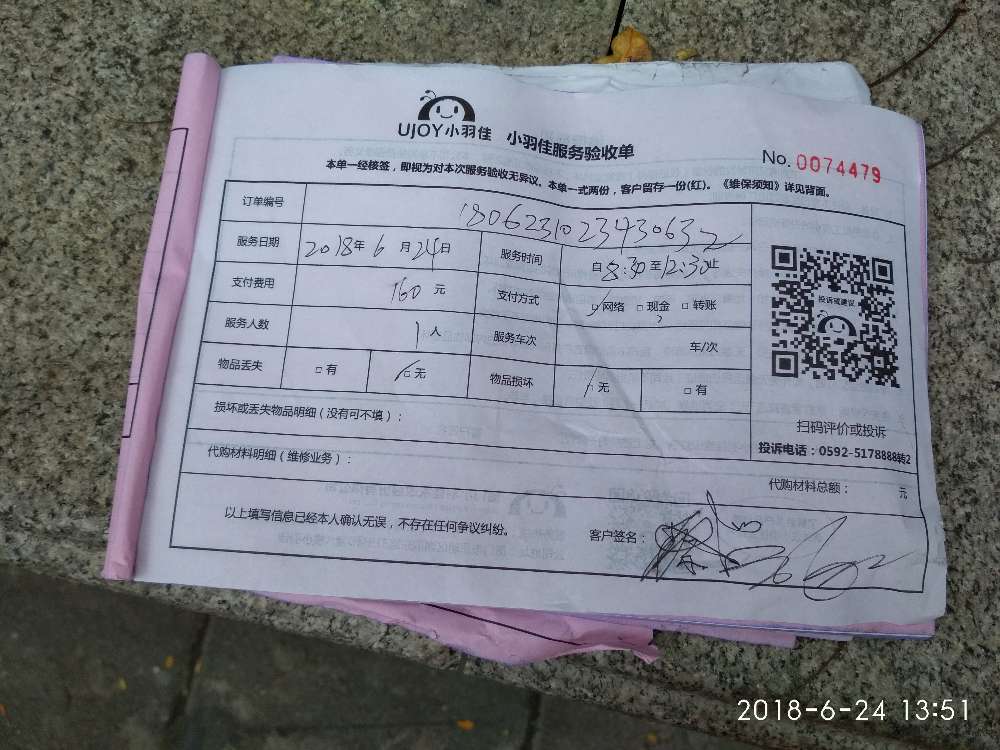 UJOY小羽佳 小羽佳服务验收单
No. 0074479
本单一经核签，即视为对本次服务验收无异议。本单一式两份，客户留存一份(红)。《维保须知》详见背面。
订单编号 180623102343063
服务日期 2018年6月24日 服务时间 自8:30至12:30止
支付费用 160元 支付方式 □网络 □现金 □转账
服务人数 1人 服务车次 车/次
物品丢失 □有 □无 物品损坏 □无 □有
损坏或丢失物品明细（没有可不填）：
代购材料明细（维修业务）：
投诉或建议
扫码评价或投诉
投诉电话：0592-5178888转2
代购材料总额： 元
以上填写信息已经本人确认无误，不存在任何争议纠纷。 客户签名：
2018-6-24 13:51